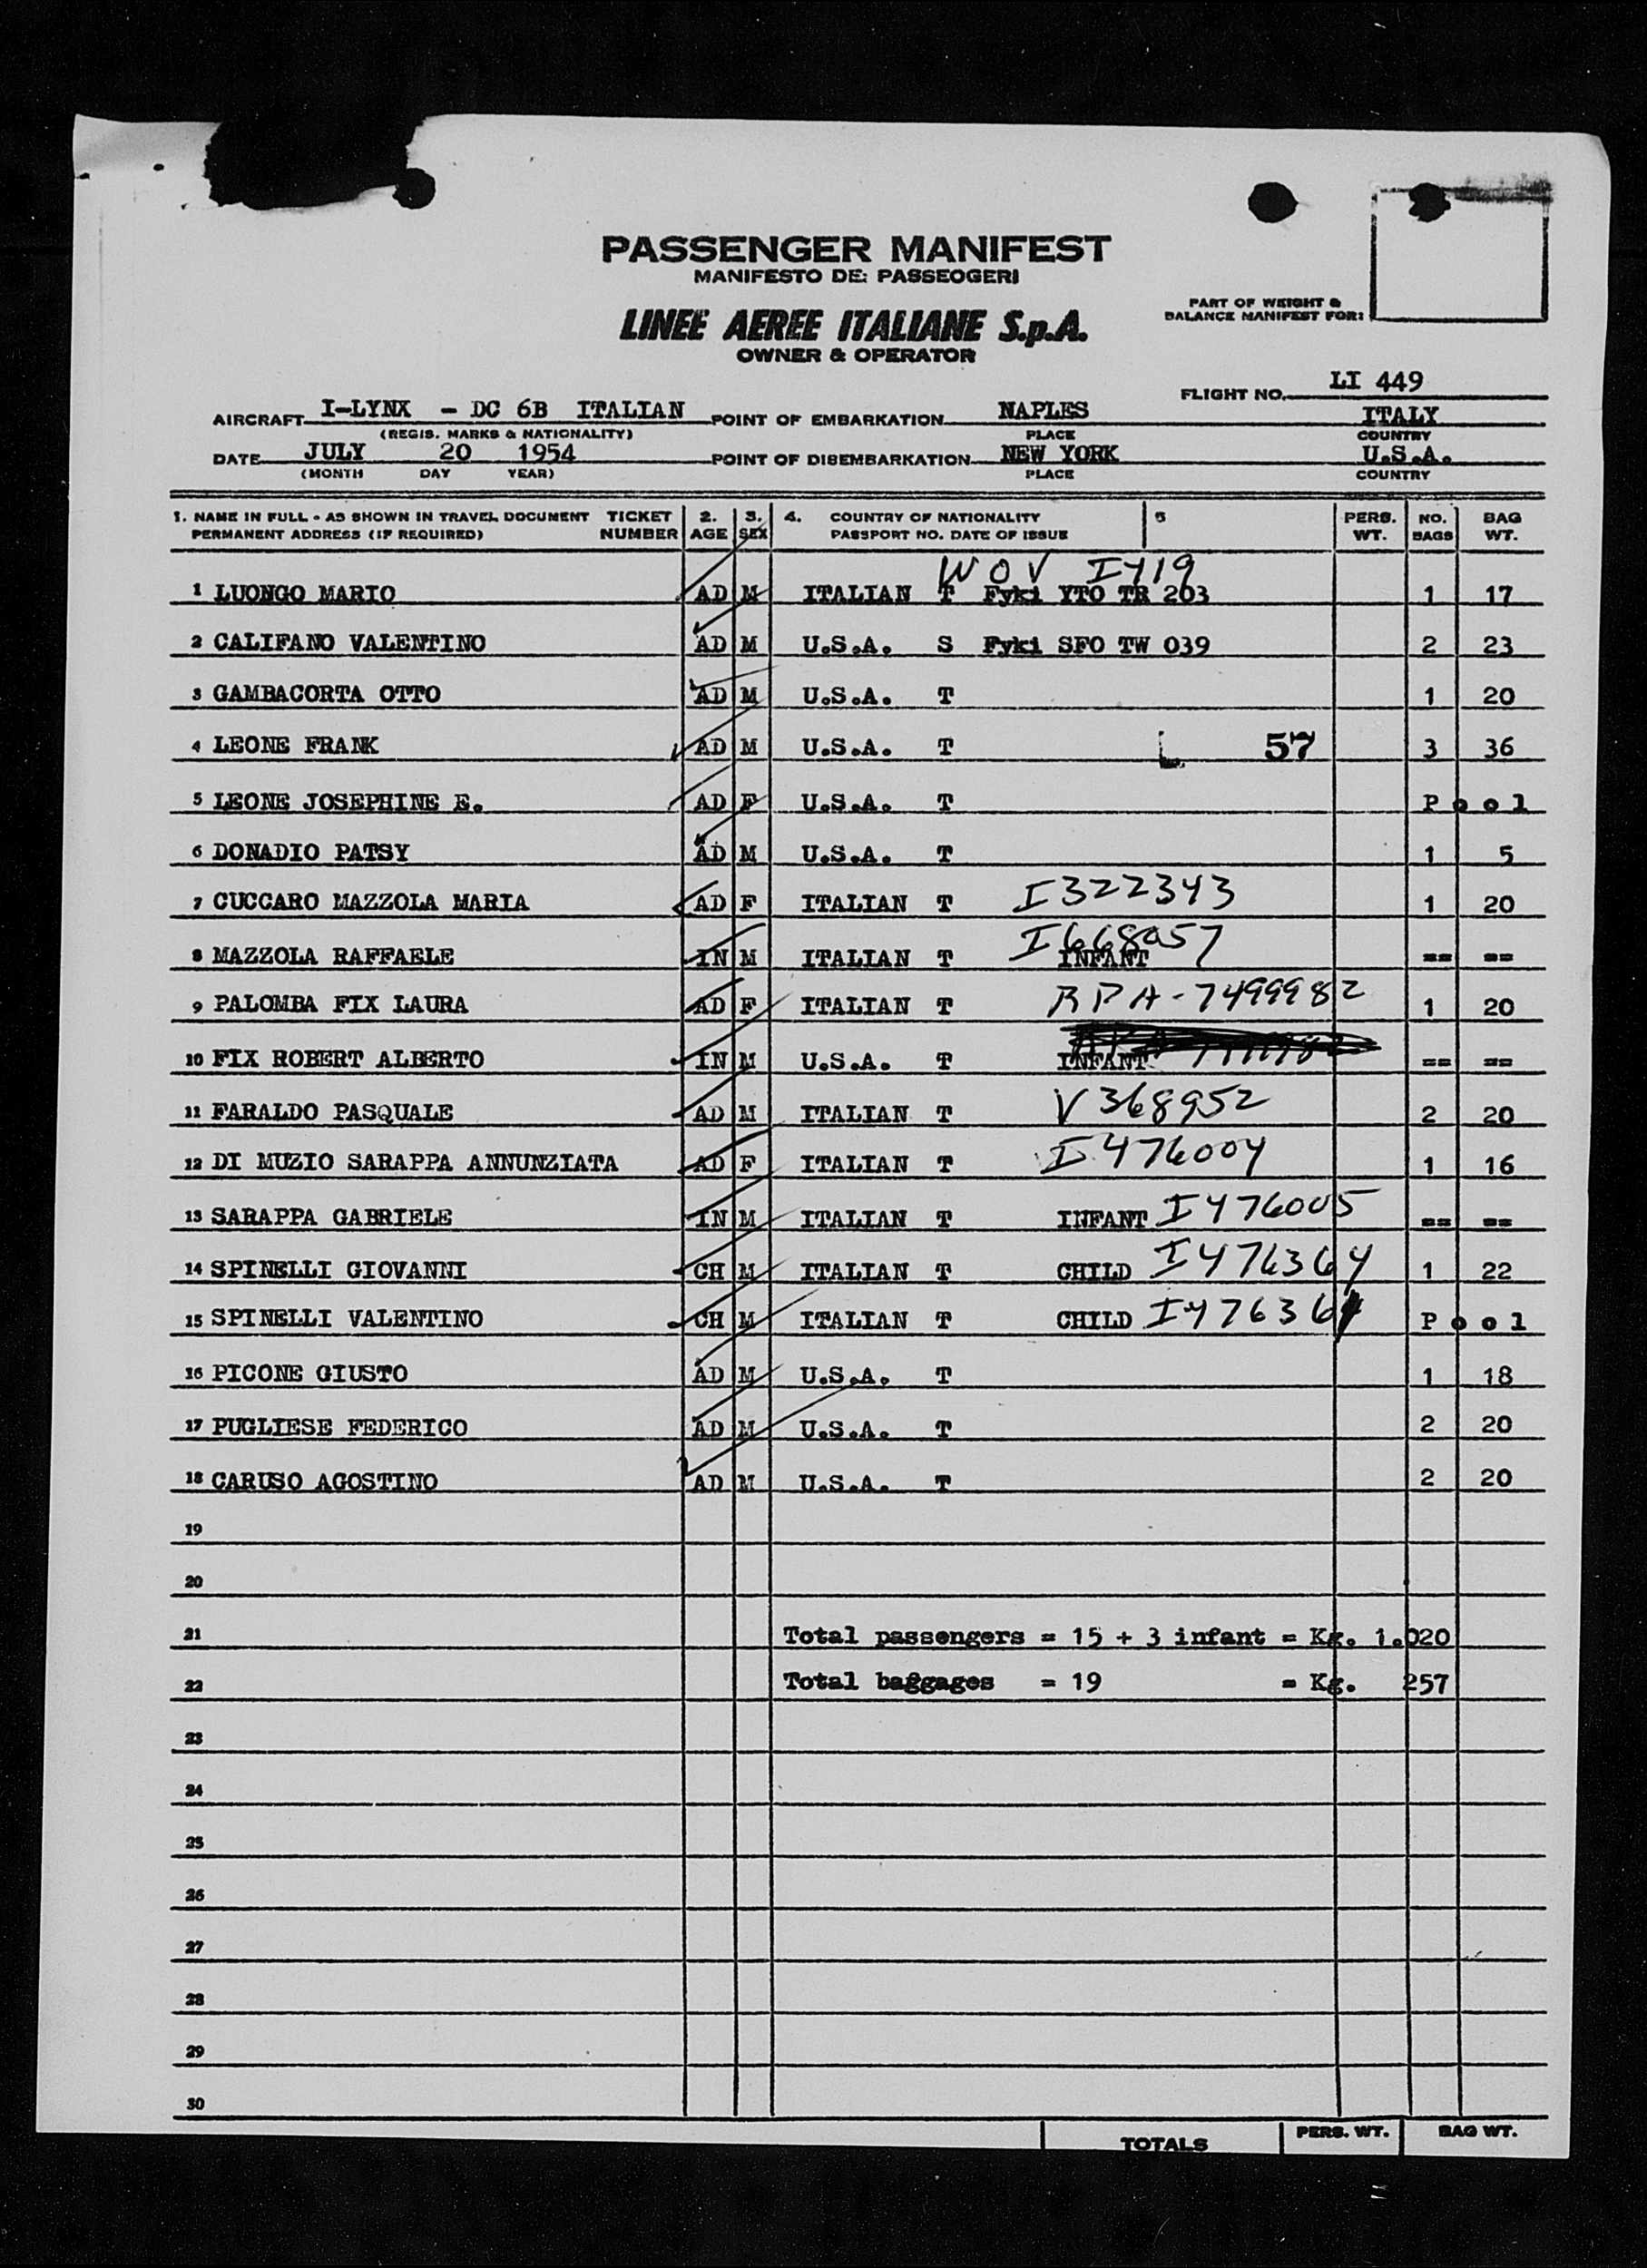 PASSENGER MANIFEST
MANIFESTO DE: PASSEOGERI
LINEE AEREE ITALIANE S.p.A.
OWNER & OPERATOR
PART OF WEIGHT &
BALANCE MANIFEST FOR:
FLIGHT NO. LI 449
AIRCRAFT I-LYNX - DC 6B ITALIAN POINT OF EMBARKATION NAPLES ITALY
(REGIS. MARKS & NATIONALITY) PLACE COUNTRY
DATE JULY 20 1954 POINT OF DISEMBARKATION NEW YORK U.S.A.
(MONTH DAY YEAR) PLACE COUNTRY
1. NAME IN FULL - AS SHOWN IN TRAVEL DOCUMENT TICKET 2. 3. 4. COUNTRY OF NATIONALITY 5 PERS. NO. BAG
PERMANENT ADDRESS (IF REQUIRED) NUMBER AGE SEX PASSPORT NO. DATE OF ISSUE WT. BAGS WT.
WOV I419
1 LUONGO MARIO AD M ITALIAN T Fyki YTO TR 203 1 17
2 CALIFANO VALENTINO AD M U.S.A. S Fyki SFO TW 039 2 23
3 GAMBACORTA OTTO AD M U.S.A. T 1 20
4 LEONE FRANK AD M U.S.A. T L 57 3 36
5 LEONE JOSEPHINE E. AD F U.S.A. T P o o l
6 DONADIO PATSY AD M U.S.A. T 1 5
7 CUCCARO MAZZOLA MARIA AD F ITALIAN T I322343 1 20
8 MAZZOLA RAFFAELE IN M ITALIAN T INFANT I668057 == ==
9 PALOMBA FIX LAURA AD F ITALIAN T RPA-7499982 1 20
10 FIX ROBERT ALBERTO IN M U.S.A. T INFANT == ==
11 FARALDO PASQUALE AD M ITALIAN T V368952 2 20
12 DI MUZIO SARAPPA ANNUNZIATA AD F ITALIAN T I476004 1 16
13 SARAPPA GABRIELE IN M ITALIAN T INFANT I476005 == ==
14 SPINELLI GIOVANNI CH M ITALIAN T CHILD I476364 1 22
15 SPINELLI VALENTINO CH M ITALIAN T CHILD P o o l
16 PICONE GIUSTO AD M U.S.A. T 1 18
17 PUGLIESE FEDERICO AD M U.S.A. T 2 20
18 CARUSO AGOSTINO AD M U.S.A. T 2 20
19
20
21 Total passengers = 15 + 3 infant = Kg. 1.020
22 Total baggages = 19 = Kg. 257
23
24
25
26
27
28
29
30
TOTALS PERS. WT. BAG WT.